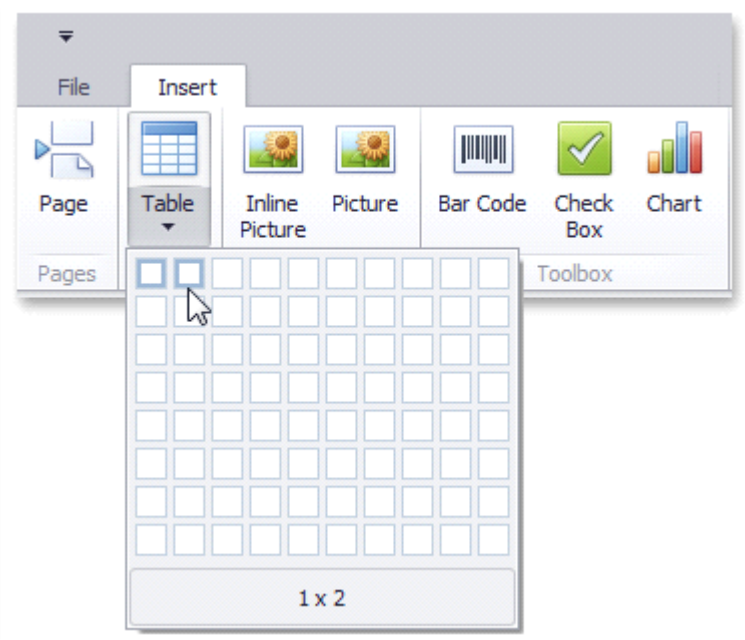 File Insert
Page Table Inline Picture Picture Bar Code Check Box Chart
Pages Toolbox
1 x 2